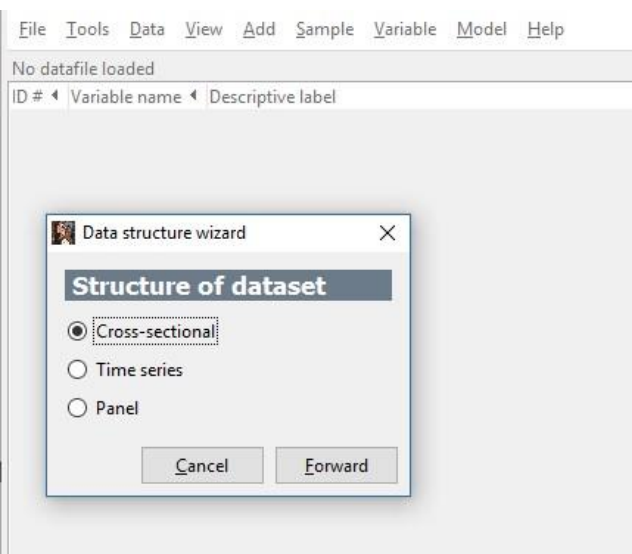 File Tools Data View Add Sample Variable Model Help
No datafile loaded
ID # Variable name Descriptive label
Data structure wizard
Structure of dataset
Cross-sectional
Time series
Panel
Cancel Forward